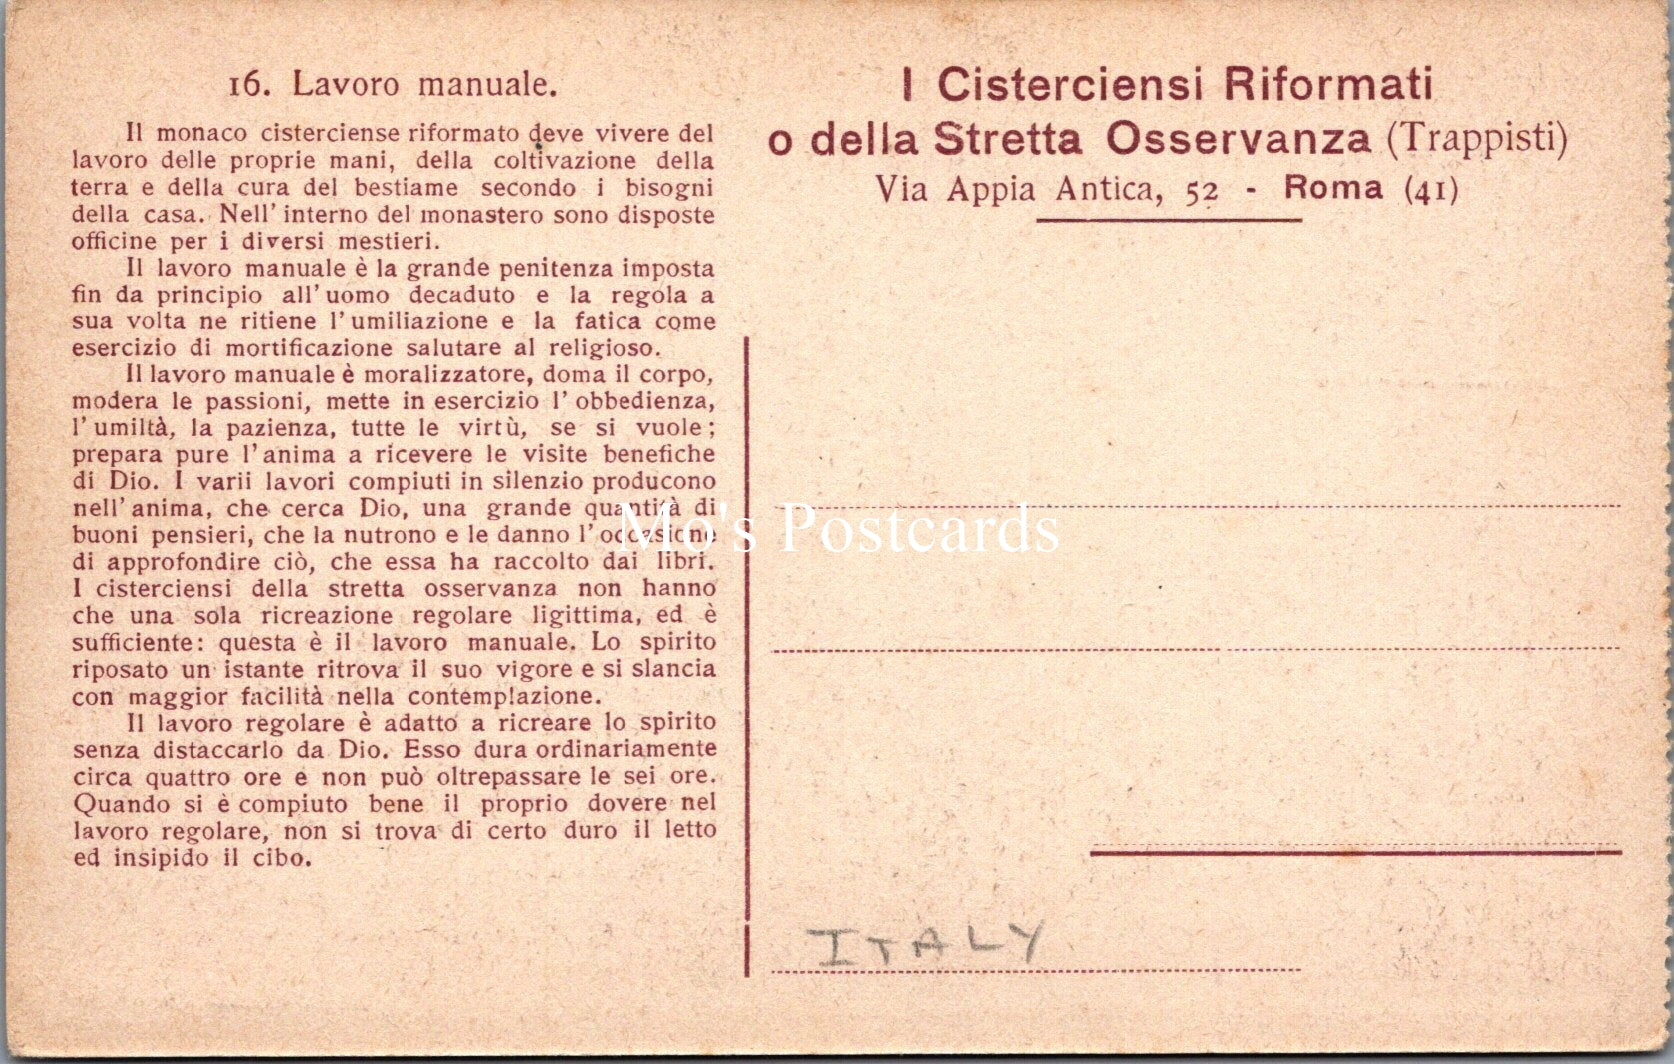 16. Lavoro manuale.
Il monaco cisterciense riformato deve vivere del
lavoro delle proprie mani, della coltivazione della
terra e della cura del bestiame secondo i bisogni
della casa. Nell' interno del monastero sono disposte
officine per i diversi mestieri.
Il lavoro manuale è la grande penitenza imposta
fin da principio all'uomo decaduto e la regola a
sua volta ne ritiene l'umiliazione e la fatica come
esercizio di mortificazione salutare al religioso.
Il lavoro manuale è moralizzatore, doma il corpo,
modera le passioni, mette in esercizio l' obbedienza,
l' umiltà, la pazienza, tutte le virtù, se si vuole;
prepara pure l'anima a ricevere le visite benefiche
di Dio. I varii lavori compiuti in silenzio producono
nell'anima, che cerca Dio, una grande quantità di
buoni pensieri, che la nutrono e le danno l'occasione
di approfondire ciò, che essa ha raccolto dai libri.
I cisterciensi della stretta osservanza non hanno
che una sola ricreazione regolare ligittima, ed è
sufficiente: questa è il lavoro manuale. Lo spirito
riposato un istante ritrova il suo vigore e si slancia
con maggior facilità nella contemplazione.
Il lavoro regolare è adatto a ricreare lo spirito
senza distaccarlo da Dio. Esso dura ordinariamente
circa quattro ore e non può oltrepassare le sei ore.
Quando si è compiuto bene il proprio dovere nel
lavoro regolare, non si trova di certo duro il letto
ed insipido il cibo.
I Cisterciensi Riformati
o della Stretta Osservanza (Trappisti)
Via Appia Antica, 52 - Roma (41)
Mo's Postcards
ITALY